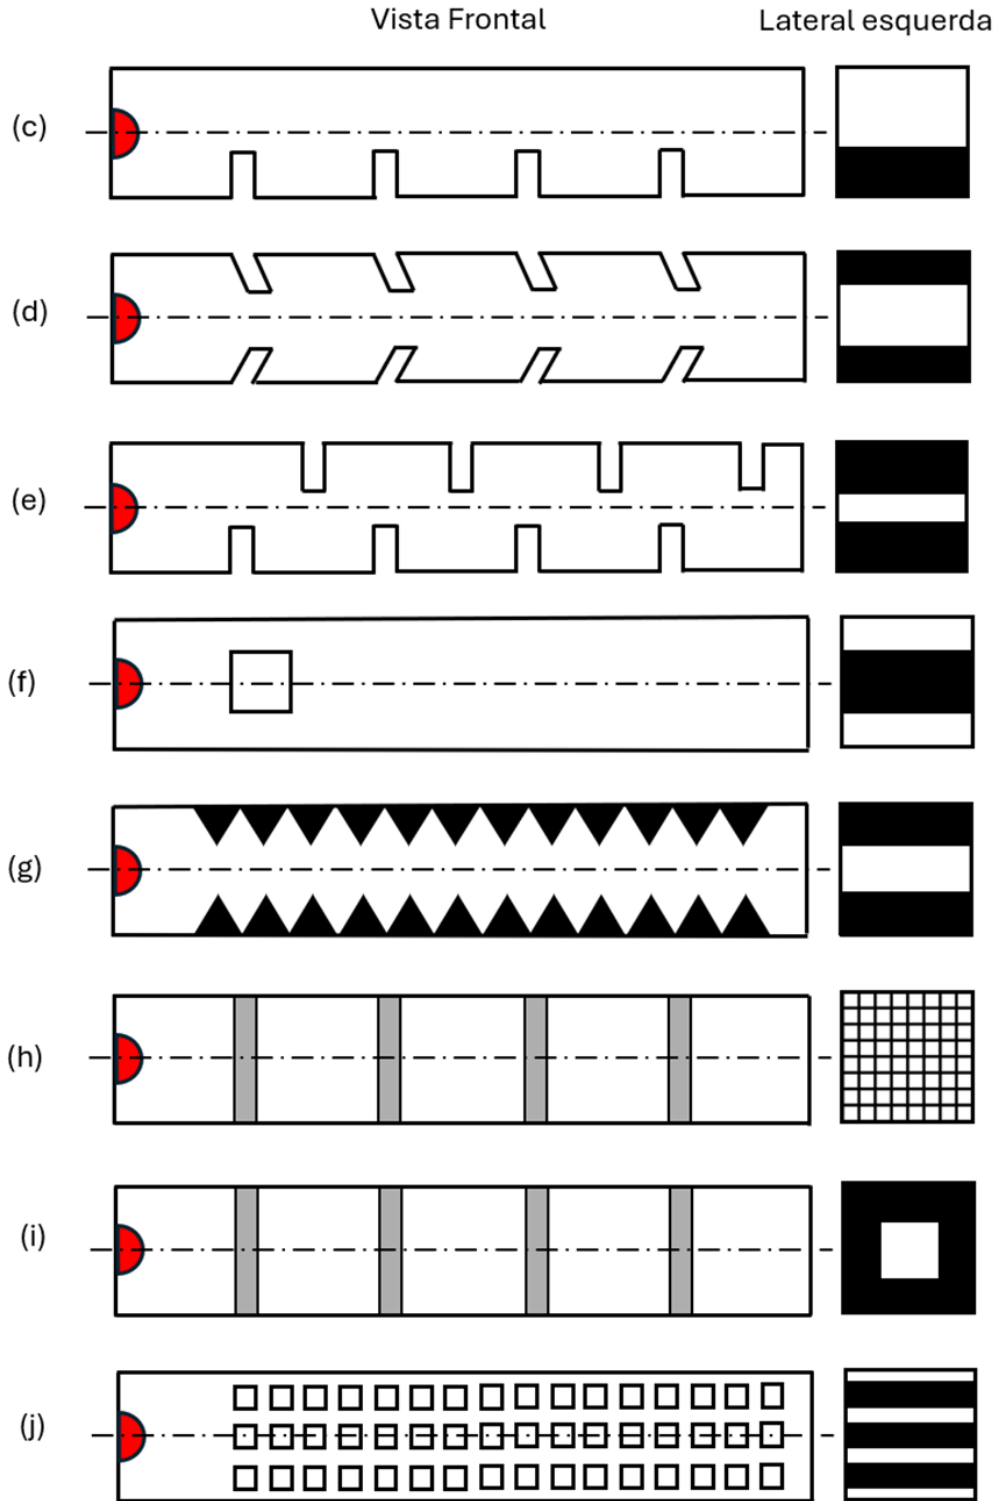 Vista Frontal Lateral esquerda
(c)
(d)
(e)
(f)
(g)
(h)
(i)
(j)